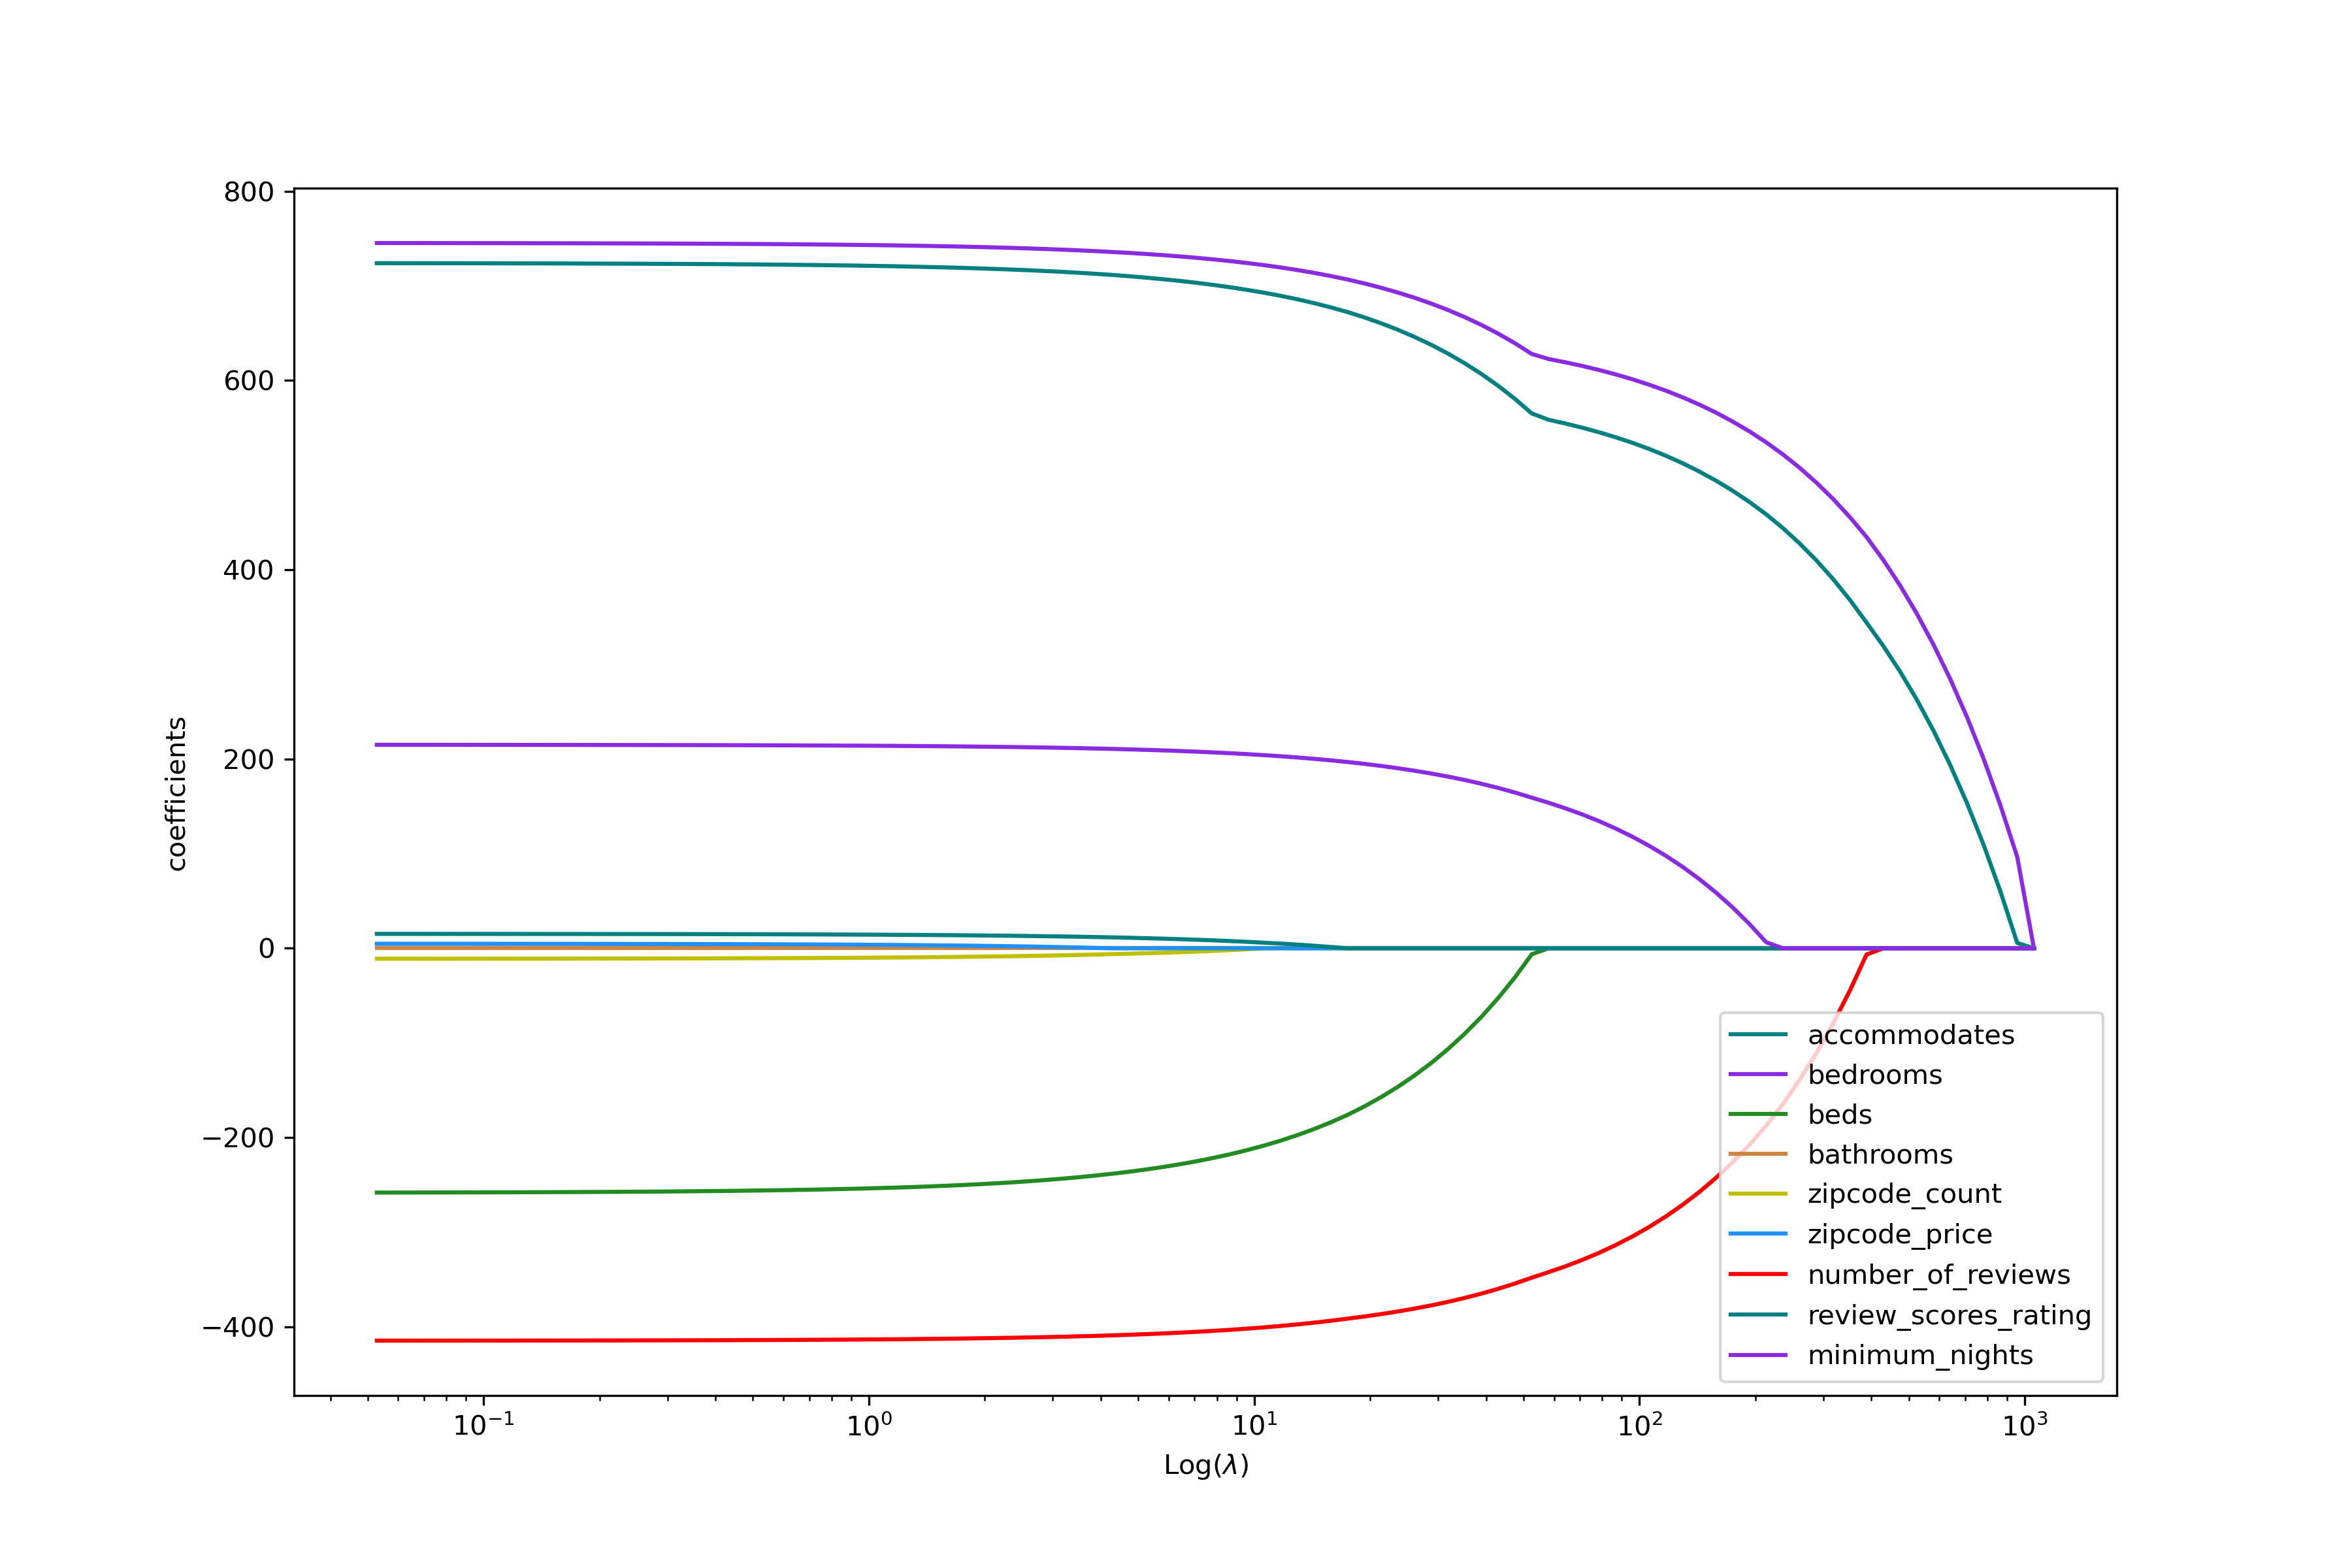 800
600
400
200
0
−200
−400
coefficients
10⁻¹ 10⁰ 10¹ 10² 10³
Log(λ)
accommodates
bedrooms
beds
bathrooms
zipcode_count
zipcode_price
number_of_reviews
review_scores_rating
minimum_nights